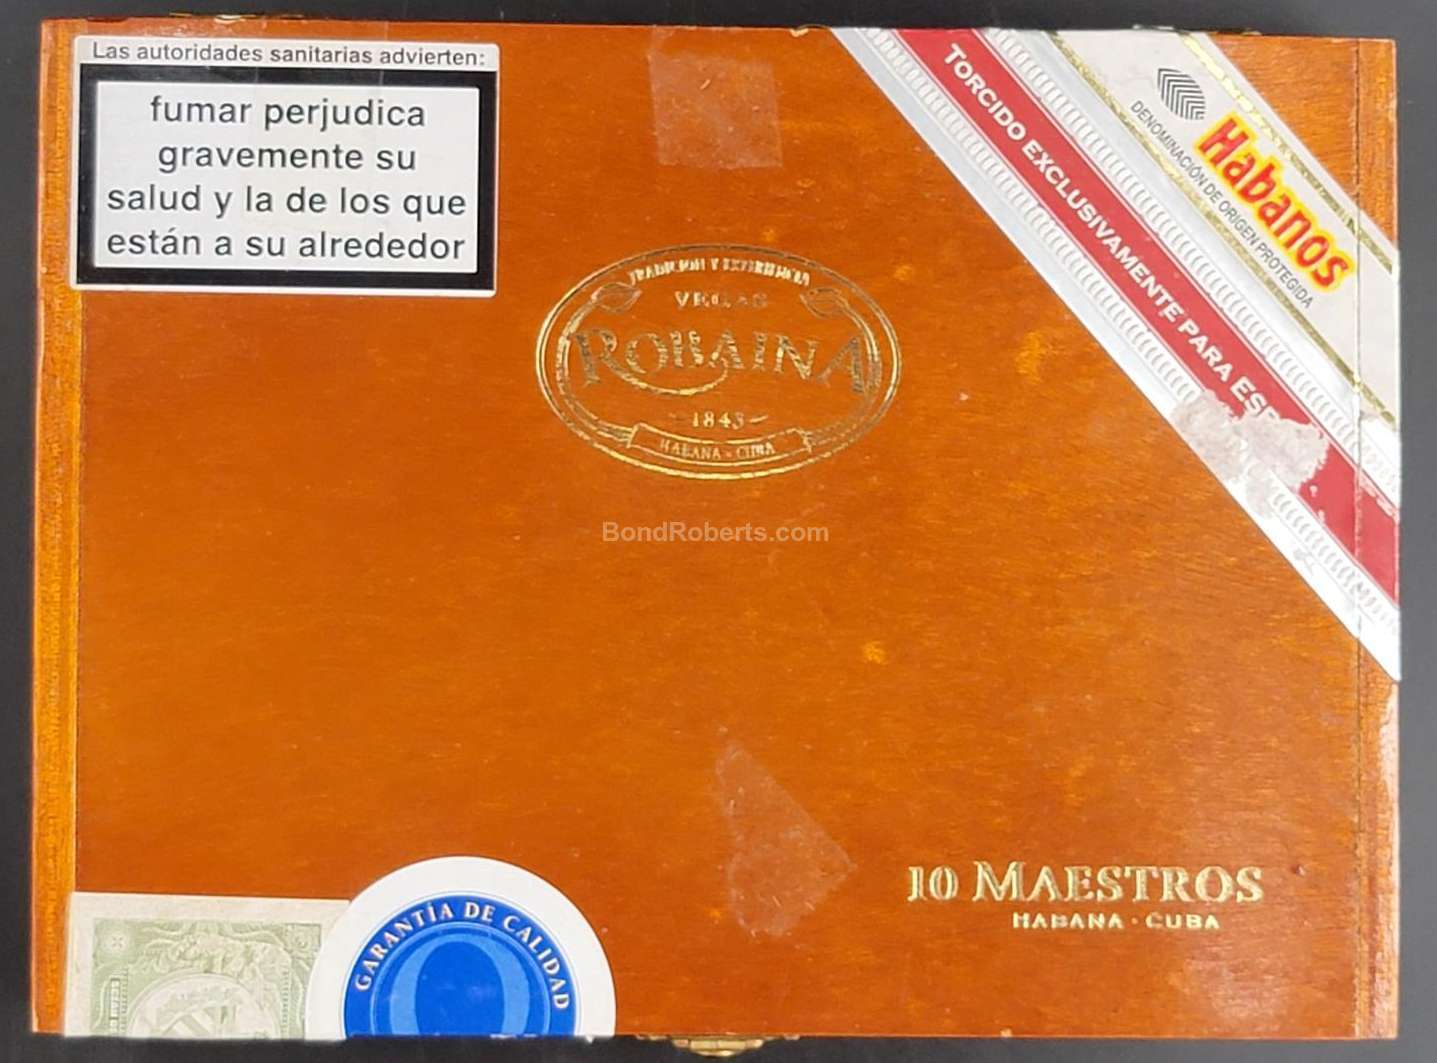 Las autoridades sanitarias advierten:
fumar perjudica
gravemente su
salud y la de los que
están a su alrededor
TORCIDO EXCLUSIVAMENTE PARA
Habanos
DENOMINACIÓN DE ORIGEN PROTEGIDA
TRADICION Y EXPERIENCIA
VEGAS
ROBAINA
1845
HABANA - CUBA
BondRoberts.com
10 MAESTROS
HABANA · CUBA
GARANTÍA DE CALIDAD